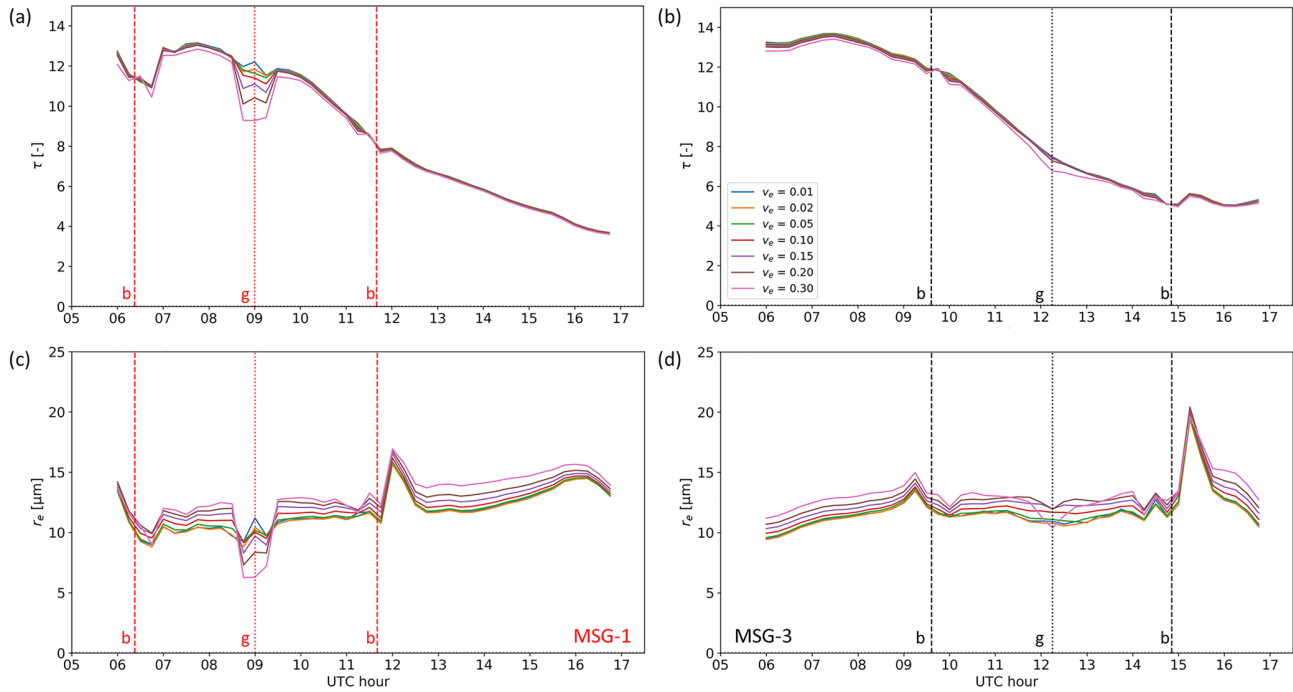 (a)
14
12
10
8
6
4
2
0
τ [-]
b
g
b
05 06 07 08 09 10 11 12 13 14 15 16 17
(b)
14
12
10
8
6
4
2
0
τ [-]
v_e = 0.01
v_e = 0.02
v_e = 0.05
v_e = 0.10
v_e = 0.15
v_e = 0.20
v_e = 0.30
b
g
b
05 06 07 08 09 10 11 12 13 14 15 16 17
(c)
25
20
15
10
5
0
r_e [μm]
b
g
b
MSG-1
05 06 07 08 09 10 11 12 13 14 15 16 17
UTC hour
(d)
25
20
15
10
5
0
r_e [μm]
MSG-3
b
g
b
05 06 07 08 09 10 11 12 13 14 15 16 17
UTC hour